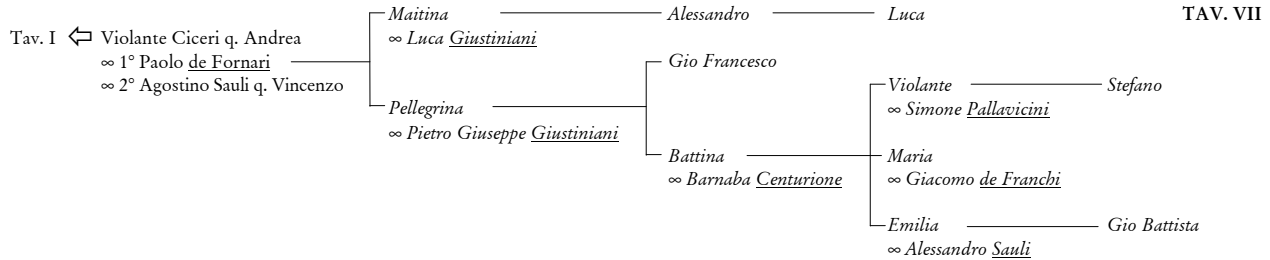 Maitina Alessandro Luca TAV. VII
Tav. I ⇦ Violante Ciceri q. Andrea
∞ Luca Giustiniani
∞ 1° Paolo de Fornari
Gio Francesco
∞ 2° Agostino Sauli q. Vincenzo
Violante Stefano
Pellegrina
∞ Simone Pallavicini
∞ Pietro Giuseppe Giustiniani
Battina Maria
∞ Barnaba Centurione ∞ Giacomo de Franchi
Emilia Gio Battista
∞ Alessandro Sauli